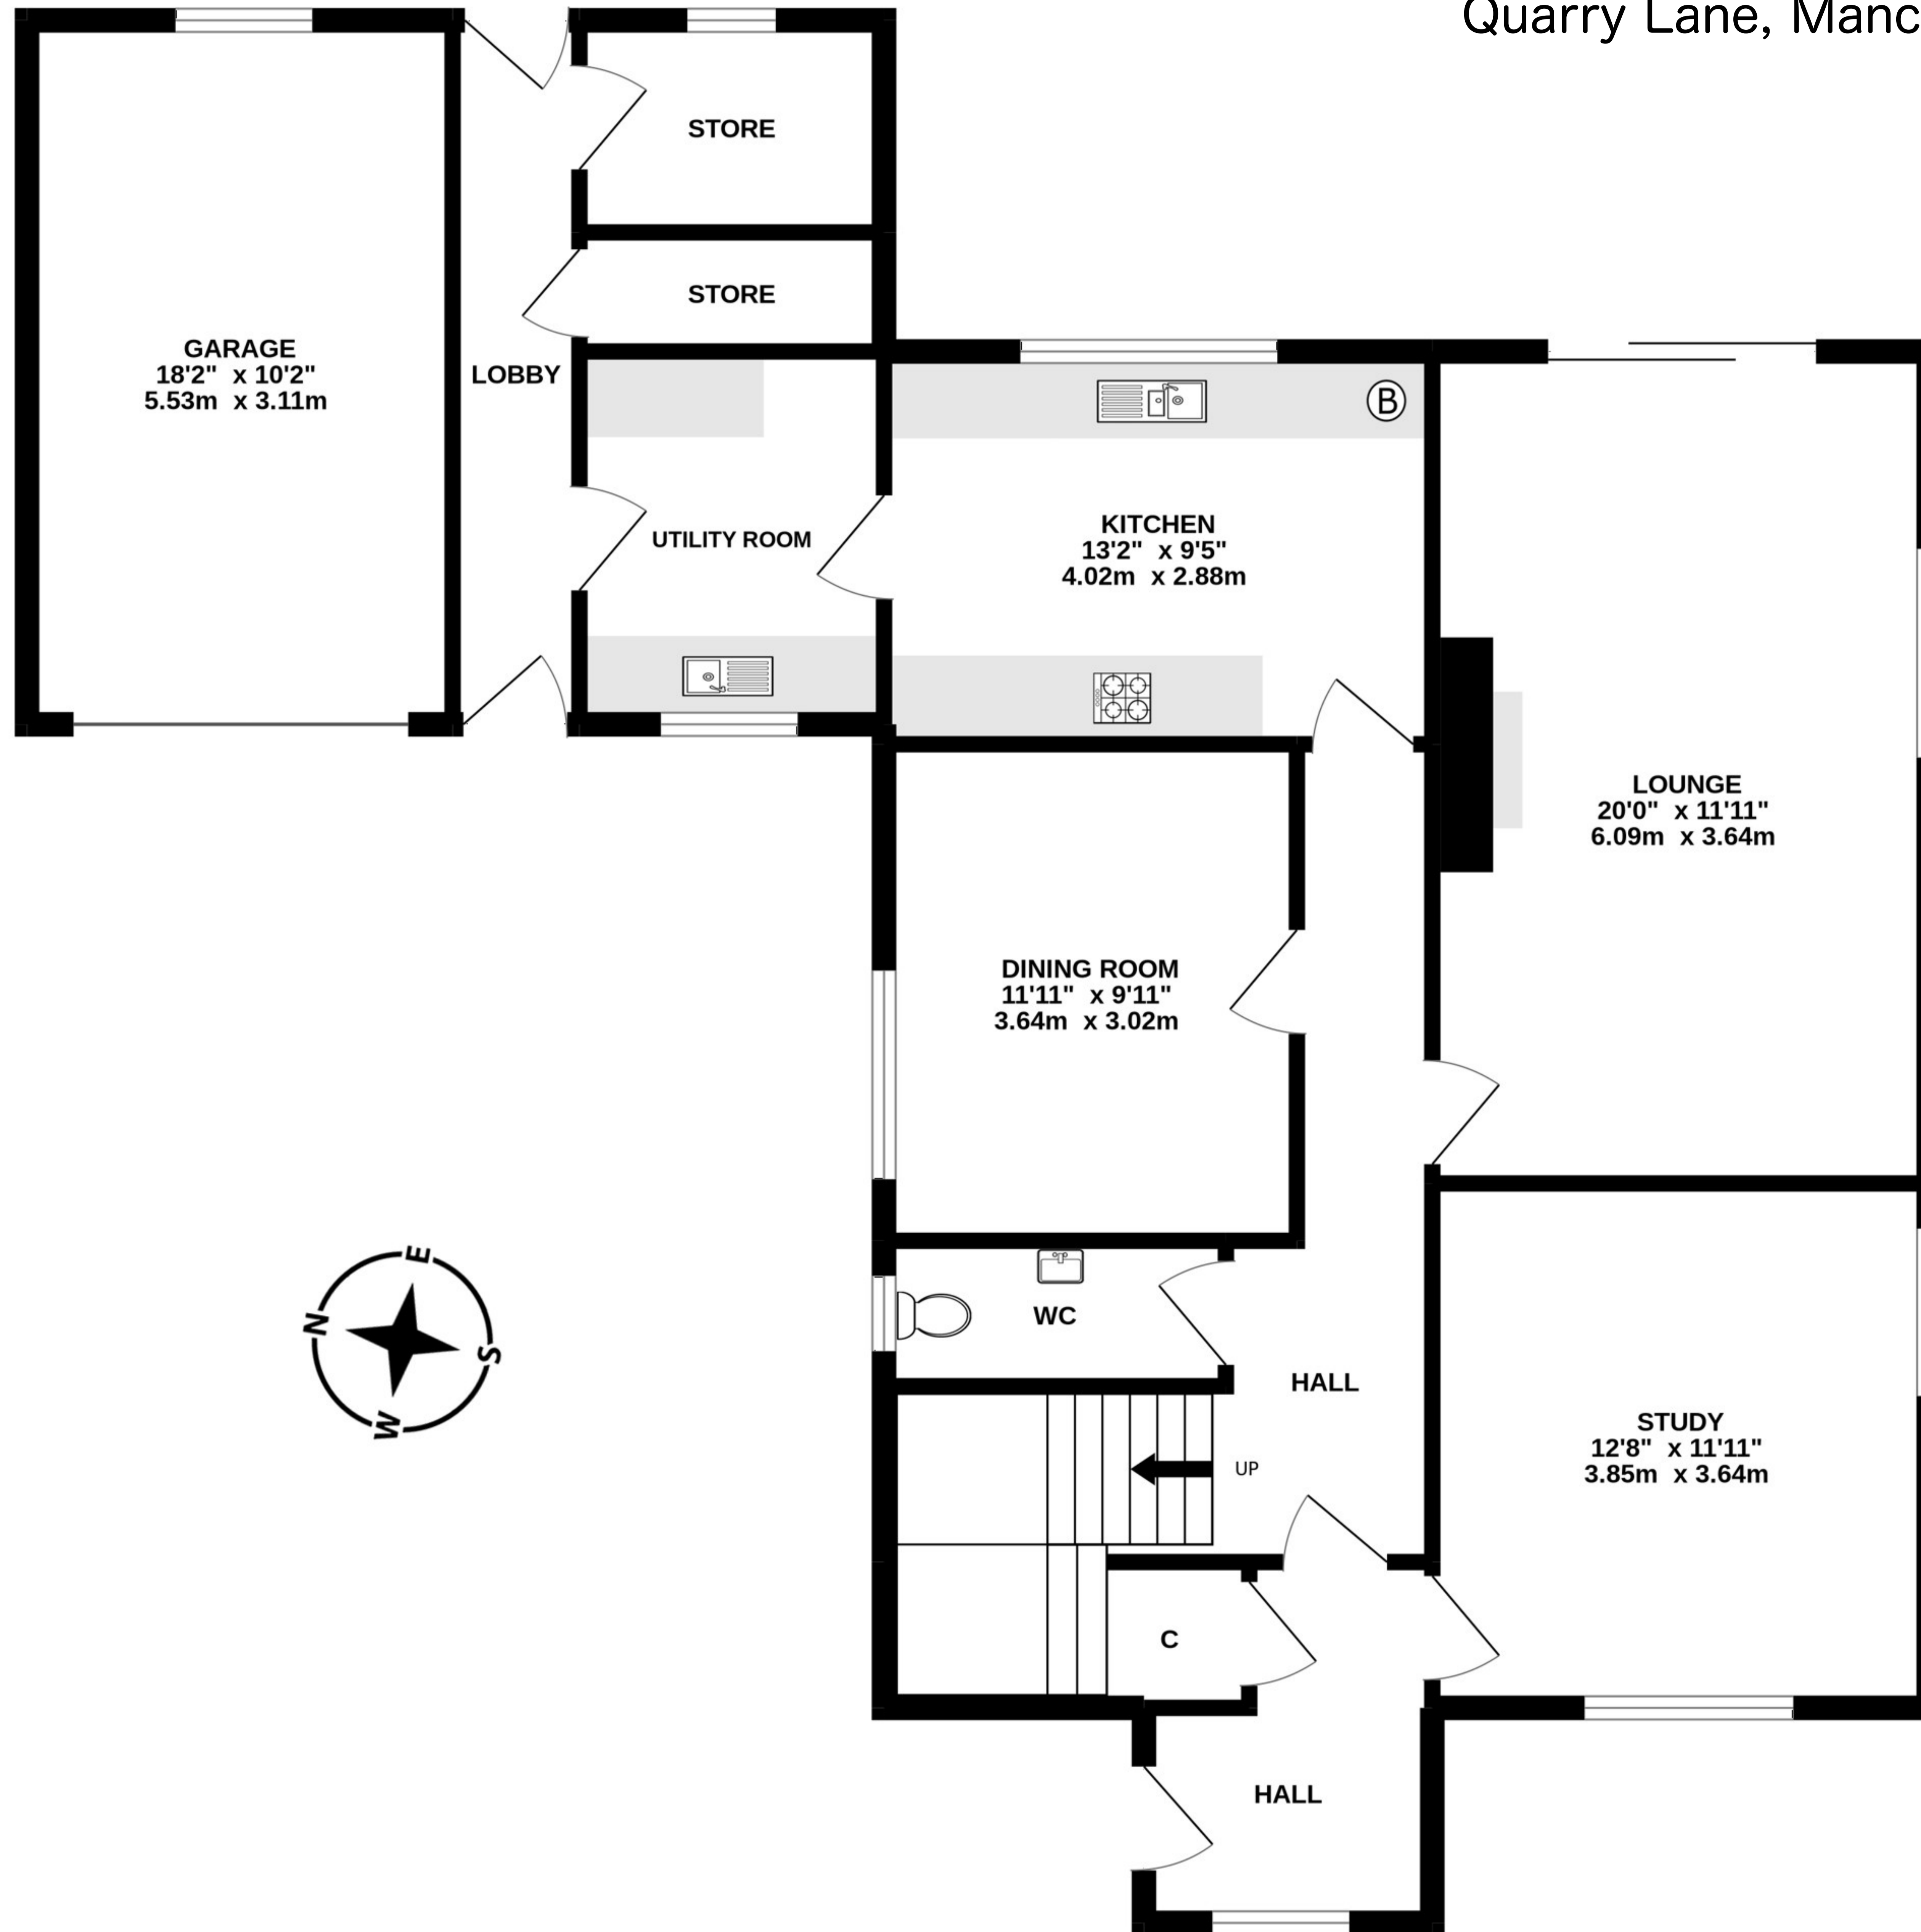 Quarry Lane, Manc
STORE
STORE
GARAGE
18'2" x 10'2"
5.53m x 3.11m
LOBBY
B
UTILITY ROOM
KITCHEN
13'2" x 9'5"
4.02m x 2.88m
LOUNGE
20'0" x 11'11"
6.09m x 3.64m
DINING ROOM
11'11" x 9'11"
3.64m x 3.02m
E
N
S
W
WC
HALL
UP
STUDY
12'8" x 11'11"
3.85m x 3.64m
C
HALL